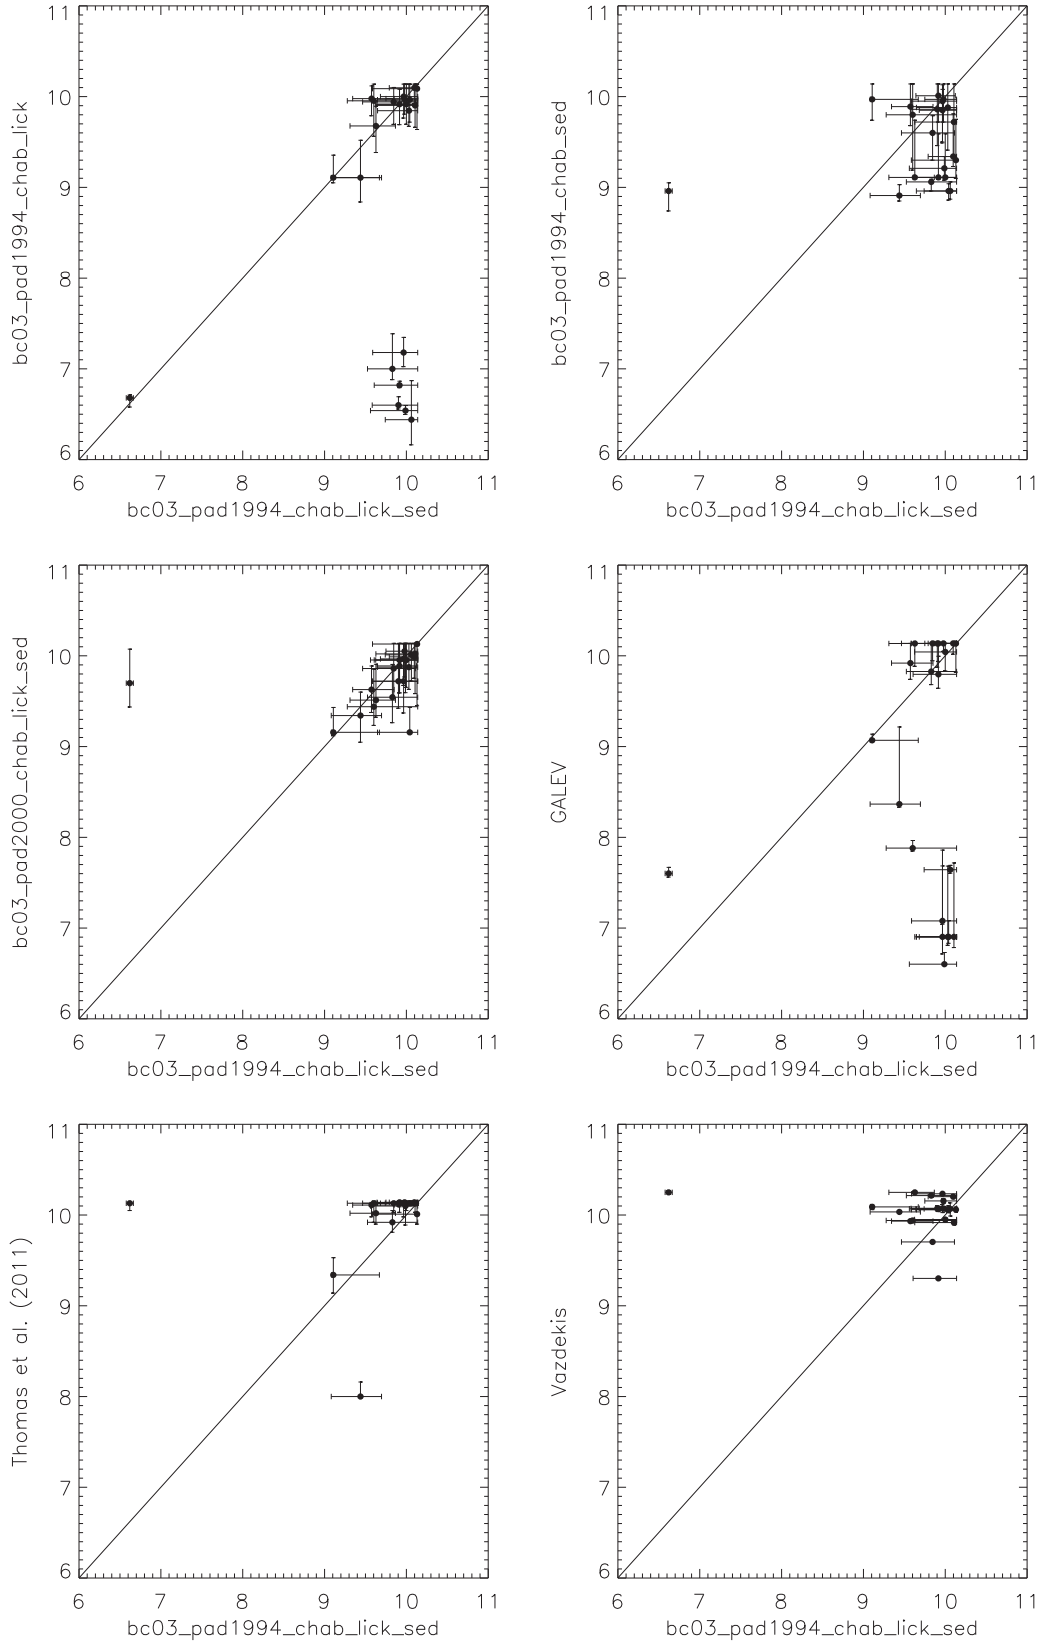 11
10
9
8
7
6
bc03_pad1994_chab_lick
6 7 8 9 10 11
bc03_pad1994_chab_lick_sed
11
10
9
8
7
6
bc03_pad1994_chab_sed
6 7 8 9 10 11
bc03_pad1994_chab_lick_sed
11
10
9
8
7
6
bc03_pad2000_chab_lick_sed
6 7 8 9 10 11
bc03_pad1994_chab_lick_sed
11
10
9
8
7
6
GALEV
6 7 8 9 10 11
bc03_pad1994_chab_lick_sed
11
10
9
8
7
6
Thomas et al. (2011)
6 7 8 9 10 11
bc03_pad1994_chab_lick_sed
11
10
9
8
7
6
Vazdekis
6 7 8 9 10 11
bc03_pad1994_chab_lick_sed